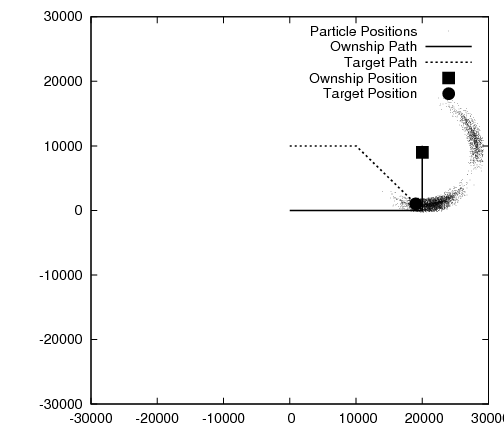 30000
Particle Positions
Ownship Path
Target Path
Ownship Position
Target Position
20000
10000
0
-10000
-20000
-30000
-30000 -20000 -10000 0 10000 20000 3000